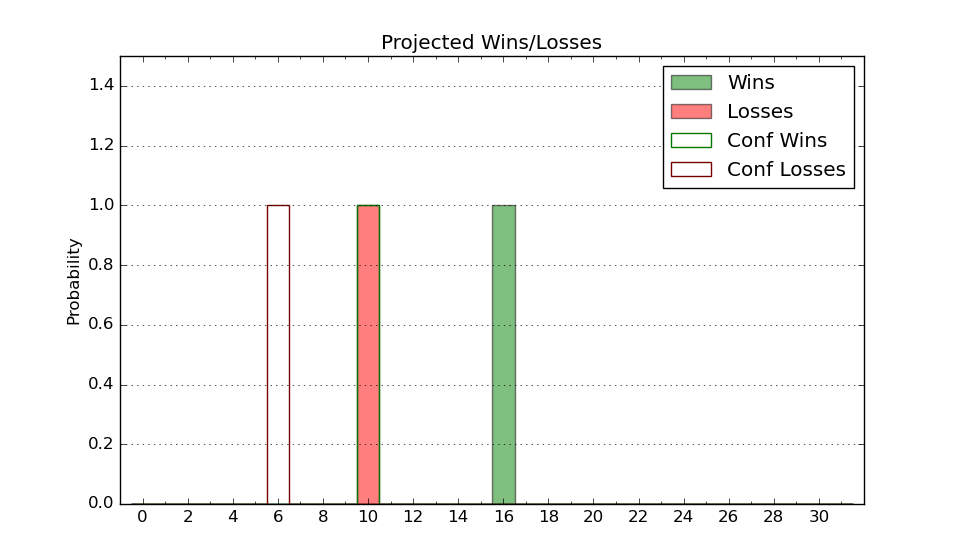 Projected Wins/Losses
1.4
1.2
1.0
0.8
0.6
0.4
0.2
0.0
Probability
Wins
Losses
Conf Wins
Conf Losses
0 2 4 6 8 10 12 14 16 18 20 22 24 26 28 30